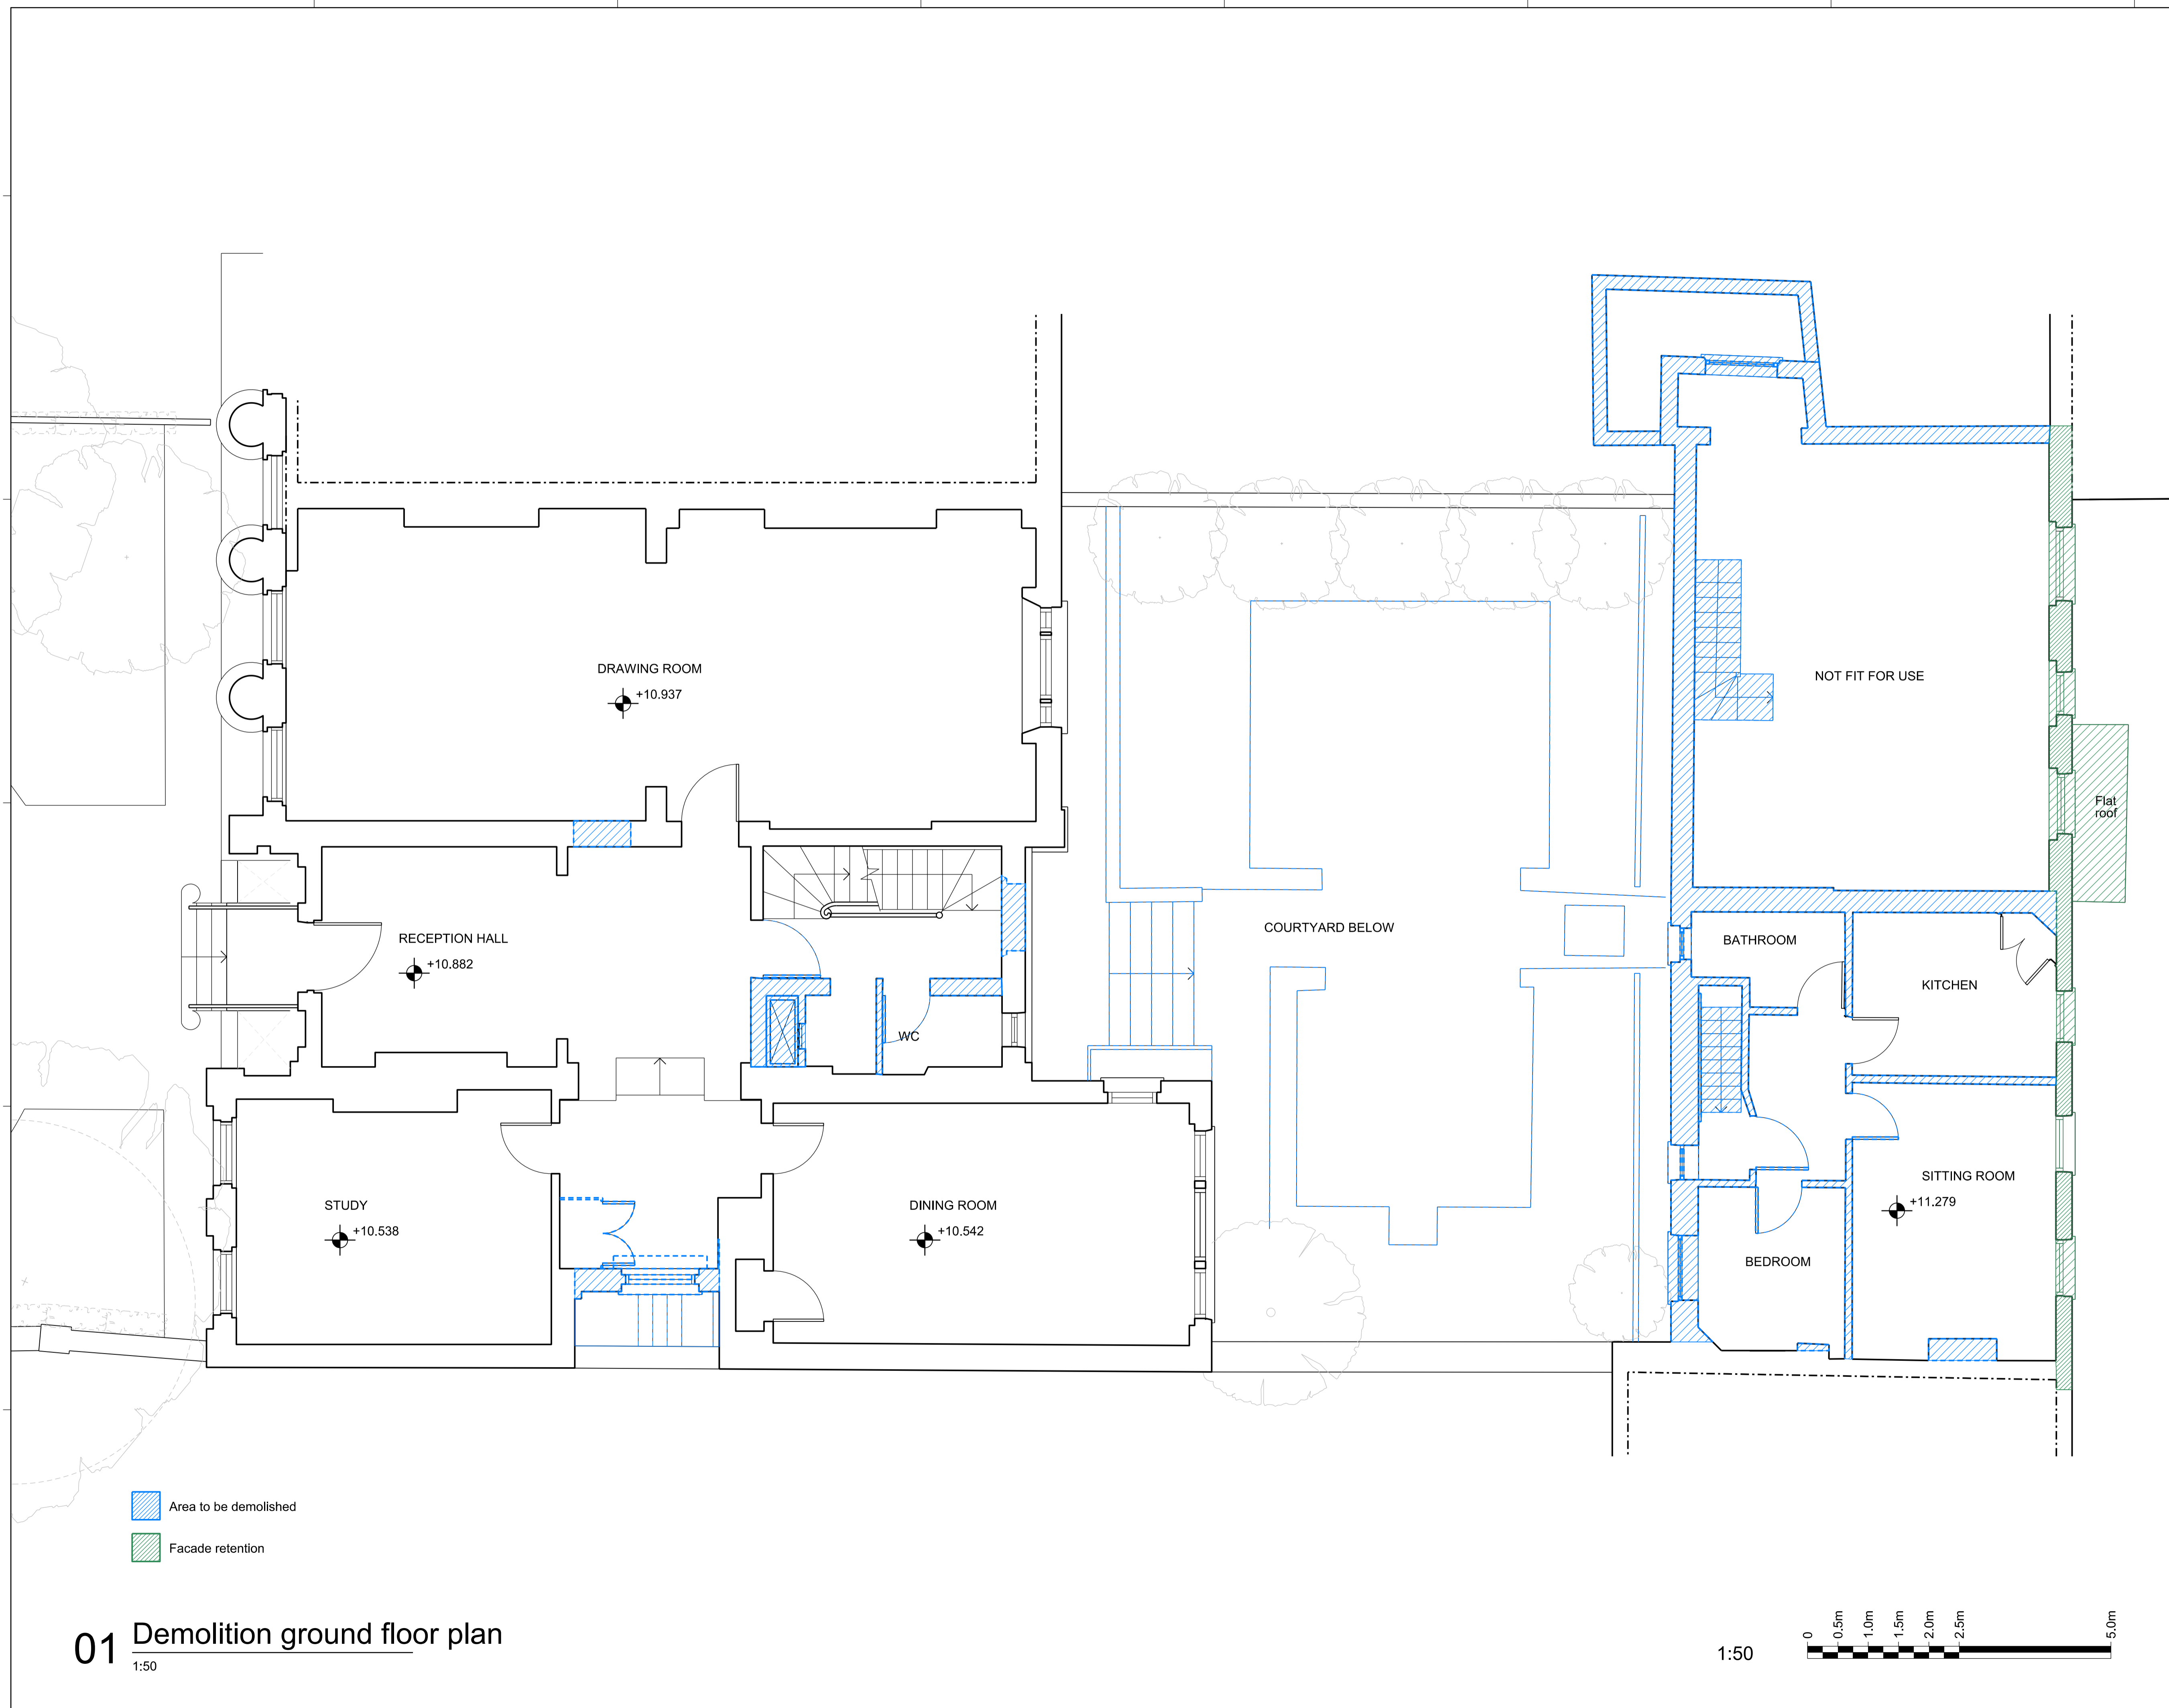 DRAWING ROOM
+10.937
NOT FIT FOR USE
Flat
roof
RECEPTION HALL
+10.882
COURTYARD BELOW
BATHROOM
KITCHEN
WC
STUDY
+10.538
DINING ROOM
+10.542
SITTING ROOM
+11.279
BEDROOM
Area to be demolished
Facade retention
01 Demolition ground floor plan
1:50
1:50
0 0.5m 1.0m 1.5m 2.0m 2.5m 5.0m